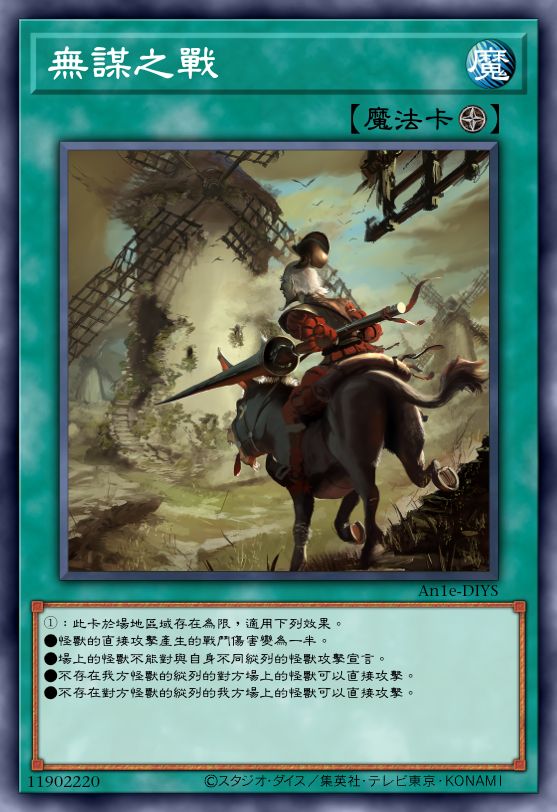 無謀之戰
魔
【魔法卡】
An1e-DIYS
①：此卡於場地區域存在為限，適用下列效果。
●怪獸的直接攻擊產生的戰鬥傷害變為一半。
●場上的怪獸不能對與自身不同縱列的怪獸攻擊宣言。
●不存在我方怪獸的縱列的對方場上的怪獸可以直接攻擊。
●不存在對方怪獸的縱列的我方場上的怪獸可以直接攻擊。
11902220
©スタジオ・ダイス／集英社・テレビ東京・KONAMI